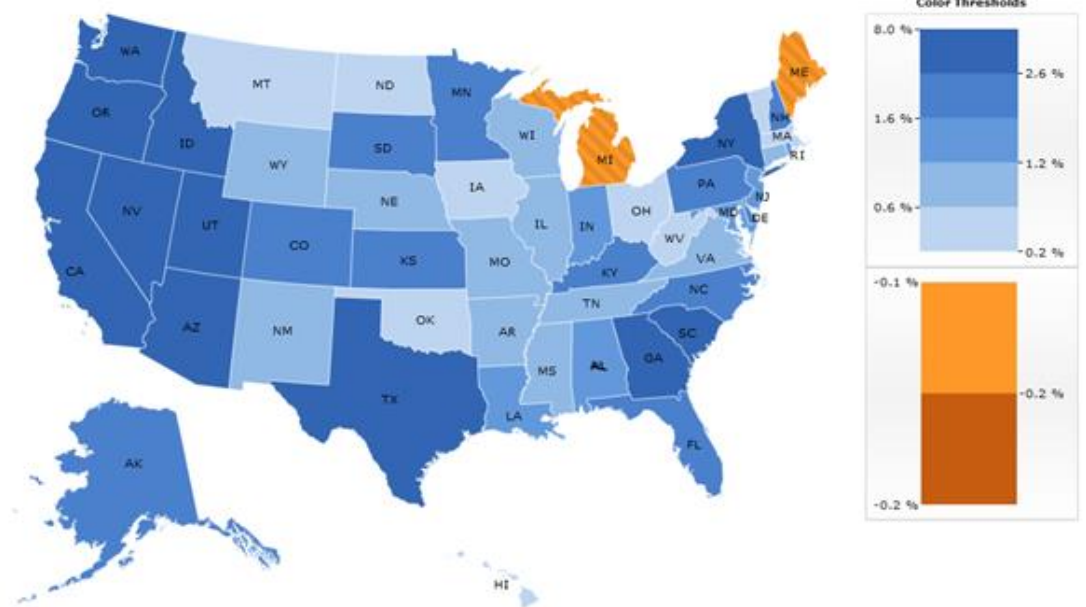 Color Thresholds
8.0 %
2.6 %
1.6 %
1.2 %
0.6 %
0.2 %
-0.1 %
-0.2 %
-0.2 %
WA
MT
ND
MN
ME
OR
ID
SD
WI
MI
NY
NH
MA
RI
WY
IA
PA
NJ
NE
OH
MD
DE
NV
UT
CO
IL
IN
WV
VA
CA
KS
MO
KY
NC
AZ
NM
OK
AR
TN
SC
TX
LA
MS
AL
GA
FL
AK
HI